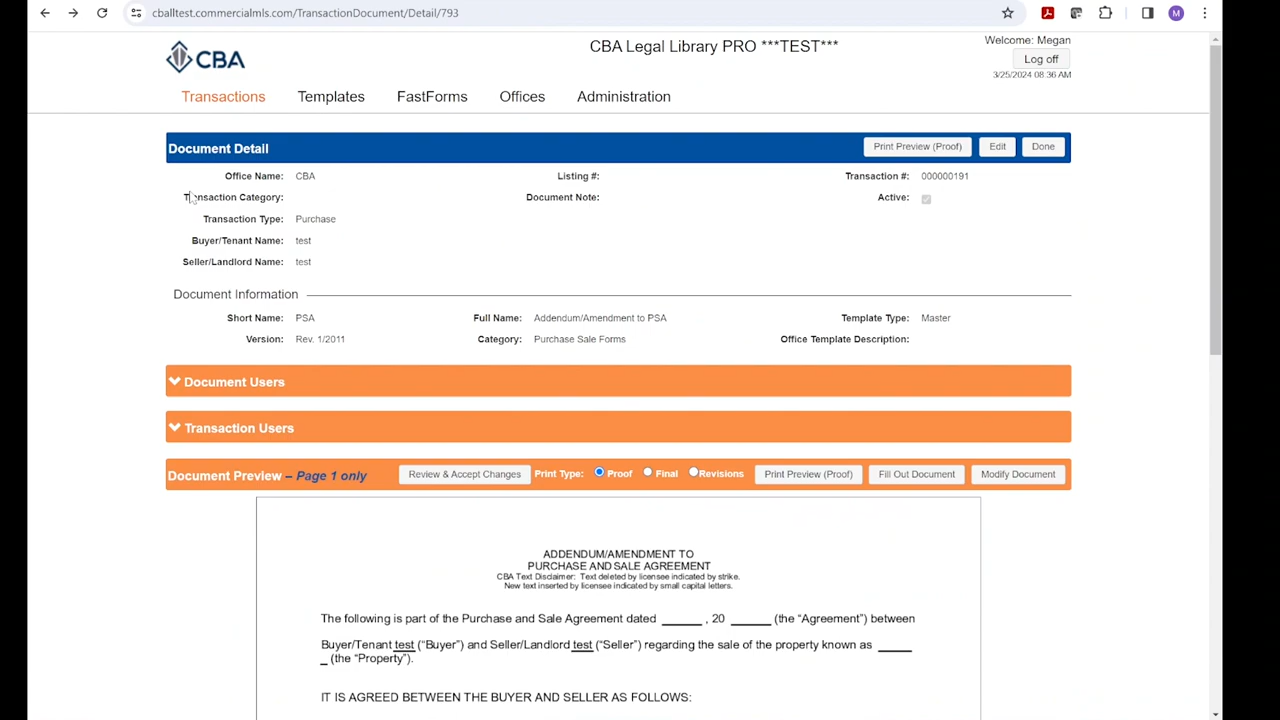 cballtest.commercialmls.com/TransactionDocument/Detail/793
M
CBA
CBA Legal Library PRO ***TEST***
Welcome: Megan
Log off
3/25/2024 08:36 AM
Transactions Templates FastForms Offices Administration
Document Detail Print Preview (Proof) Edit Done
Office Name: CBA Listing #: Transaction #: 000000191
Transaction Category: Document Note: Active:
Transaction Type: Purchase
Buyer/Tenant Name: test
Seller/Landlord Name: test
Document Information
Short Name: PSA Full Name: Addendum/Amendment to PSA Template Type: Master
Version: Rev. 1/2011 Category: Purchase Sale Forms Office Template Description:
Document Users
Transaction Users
Document Preview – Page 1 only Review & Accept Changes Print Type: Proof Final Revisions Print Preview (Proof) Fill Out Document Modify Document
ADDENDUM/AMENDMENT TO
PURCHASE AND SALE AGREEMENT
CBA Text Disclaimer: Text deleted by licensee indicated by strike.
New text inserted by licensee indicated by small capital letters.
The following is part of the Purchase and Sale Agreement dated ______ , 20 ______ (the “Agreement”) between
Buyer/Tenant test (“Buyer”) and Seller/Landlord test (“Seller”) regarding the sale of the property known as _____
_ (the “Property”).
IT IS AGREED BETWEEN THE BUYER AND SELLER AS FOLLOWS: